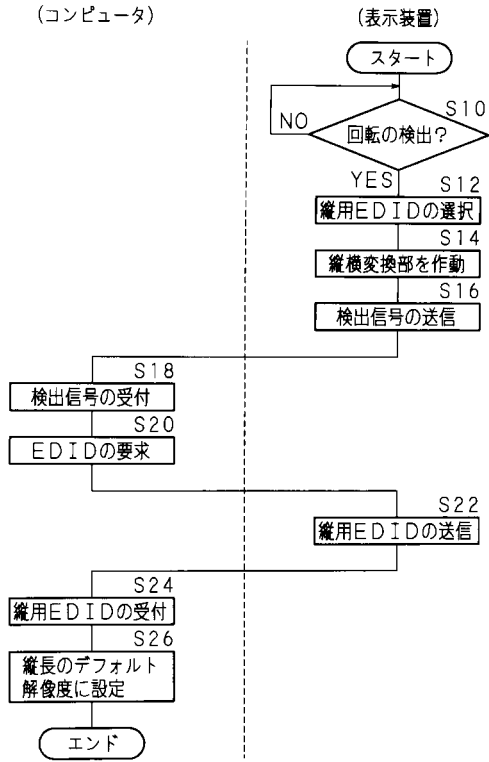 (コンピュータ)
(表示装置)
スタート
S10
回転の検出?
NO
YES
S12
縦用EDIDの選択
S14
縦横変換部を作動
S16
検出信号の送信
S18
検出信号の受付
S20
EDIDの要求
S22
縦用EDIDの送信
S24
縦用EDIDの受付
S26
縦長のデフォルト
解像度に設定
エンド